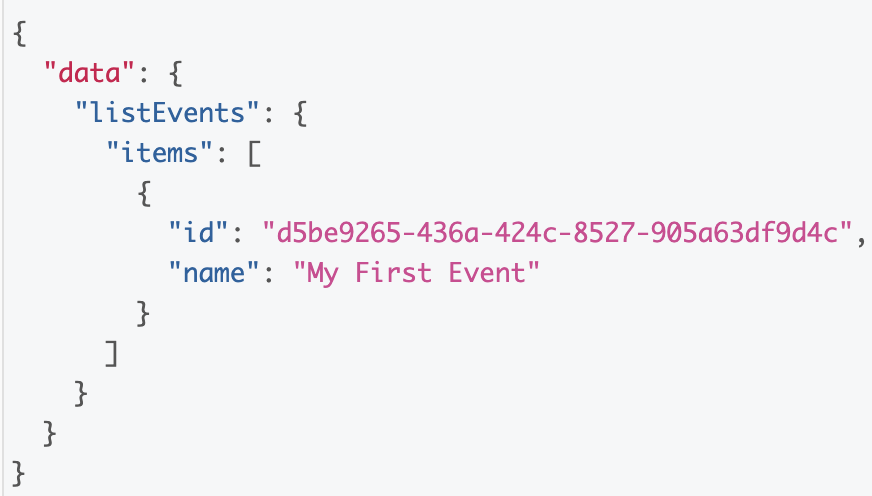 {
  "data": {
    "listEvents": {
      "items": [
        {
          "id": "d5be9265-436a-424c-8527-905a63df9d4c",
          "name": "My First Event"
        }
      ]
    }
  }
}